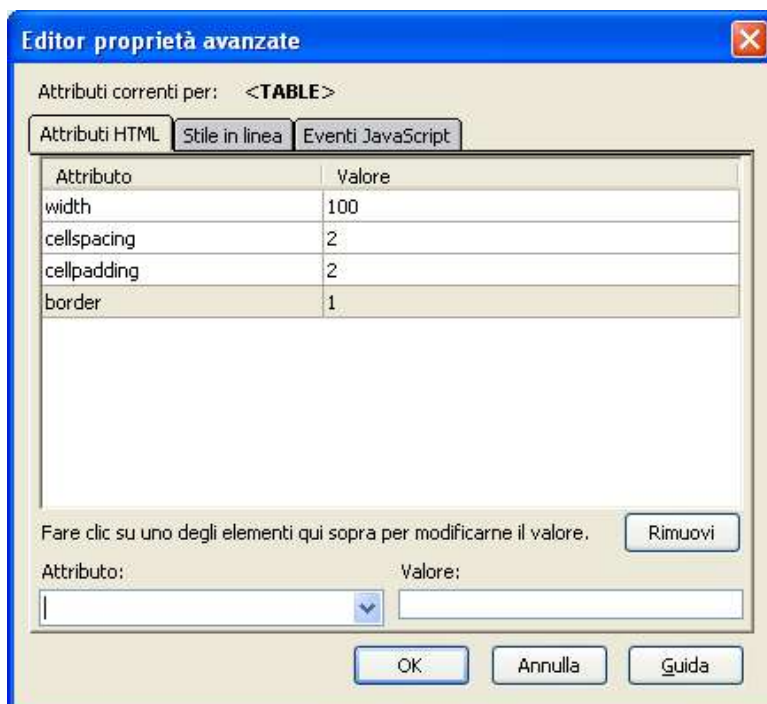 Editor proprietà avanzate
Attributi correnti per: <TABLE>
Attributi HTML Stile in linea Eventi JavaScript
Attributo Valore
width 100
cellspacing 2
cellpadding 2
border 1
Fare clic su uno degli elementi qui sopra per modificarne il valore. Rimuovi
Attributo: Valore:
OK Annulla Guida